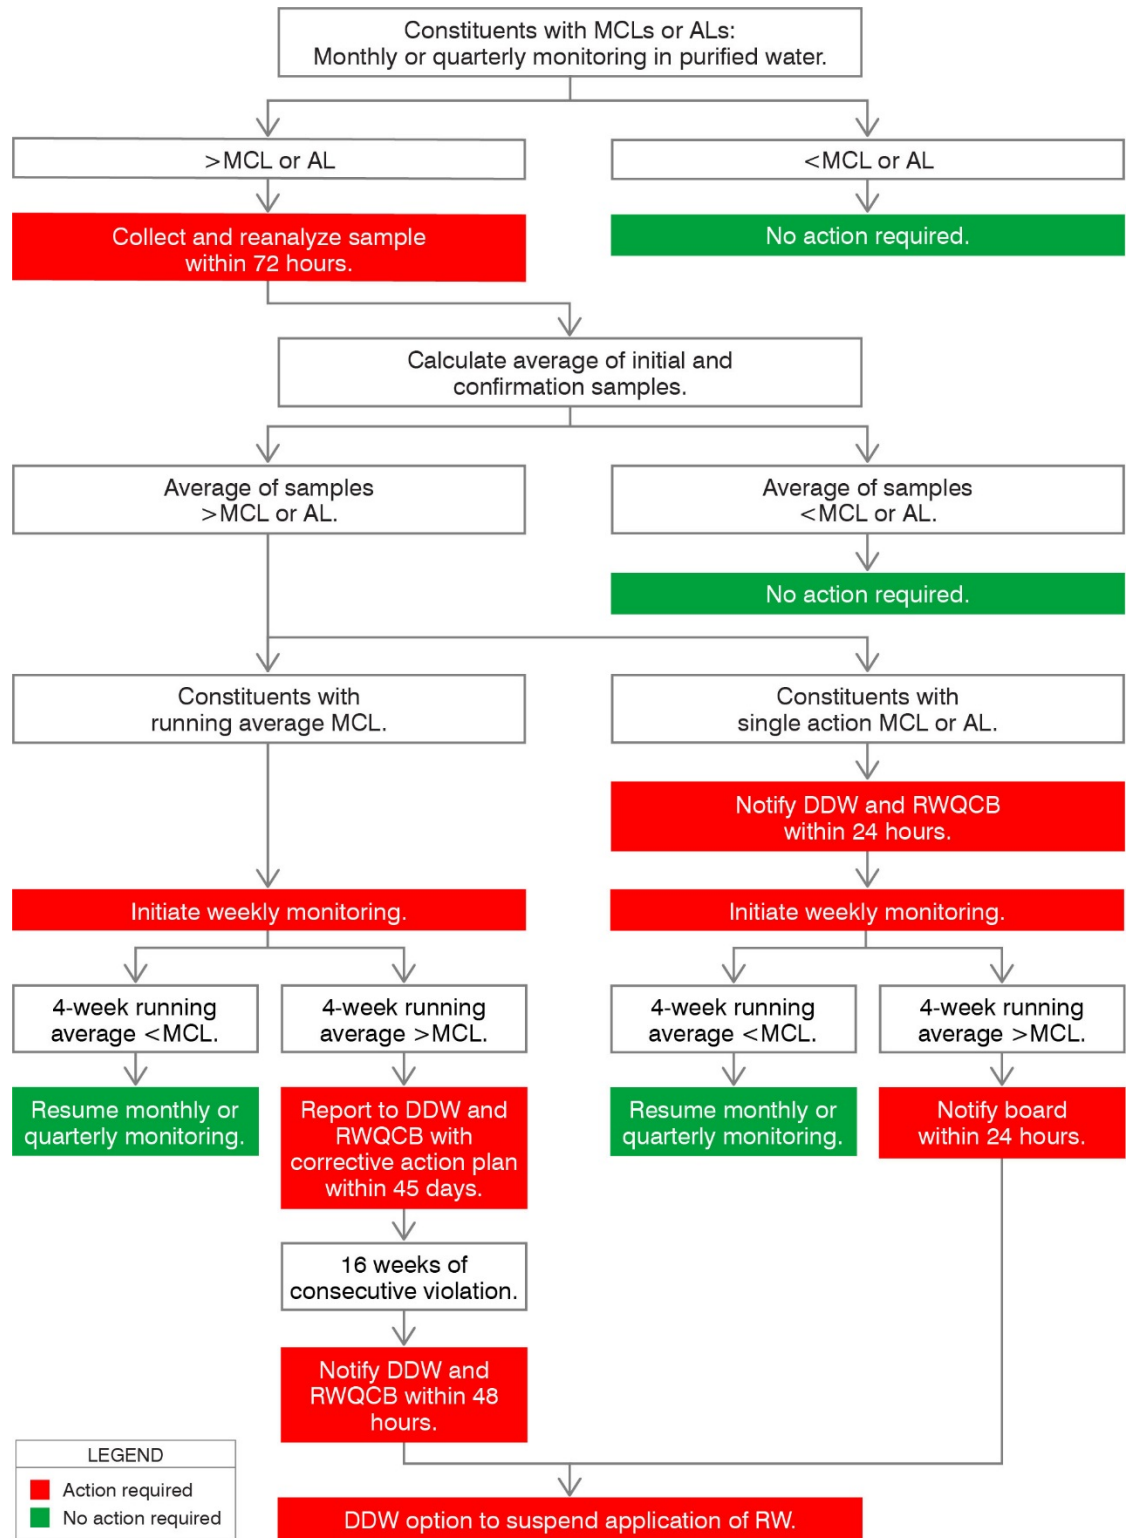 Constituents with MCLs or ALs:
Monthly or quarterly monitoring in purified water.
>MCL or AL
<MCL or AL
Collect and reanalyze sample
within 72 hours.
No action required.
Calculate average of initial and
confirmation samples.
Average of samples
>MCL or AL.
Average of samples
<MCL or AL.
No action required.
Constituents with
running average MCL.
Constituents with
single action MCL or AL.
Notify DDW and RWQCB
within 24 hours.
Initiate weekly monitoring.
Initiate weekly monitoring.
4-week running
average <MCL.
4-week running
average >MCL.
4-week running
average <MCL.
4-week running
average >MCL.
Resume monthly or
quarterly monitoring.
Report to DDW and
RWQCB with
corrective action plan
within 45 days.
Resume monthly or
quarterly monitoring.
Notify board
within 24 hours.
16 weeks of
consecutive violation.
Notify DDW and
RWQCB within 48
hours.
LEGEND
Action required
No action required
DDW option to suspend application of RW.